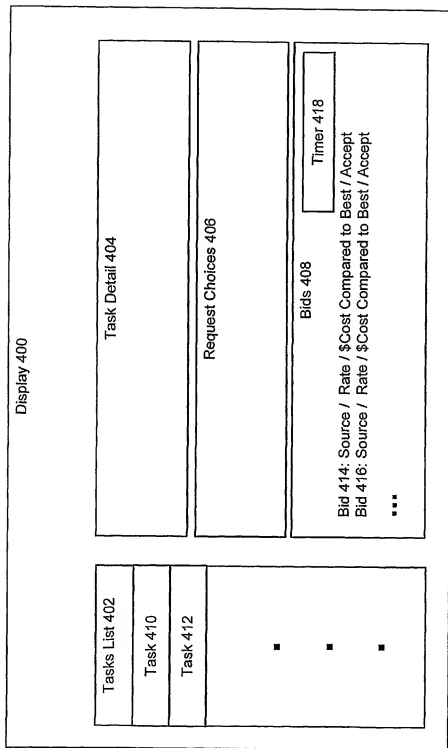 Display 400
Tasks List 402
Task 410
Task 412
Task Detail 404
Request Choices 406
Bids 408
Timer 418
Bid 414: Source / Rate / $Cost Compared to Best / Accept
Bid 416: Source / Rate / $Cost Compared to Best / Accept